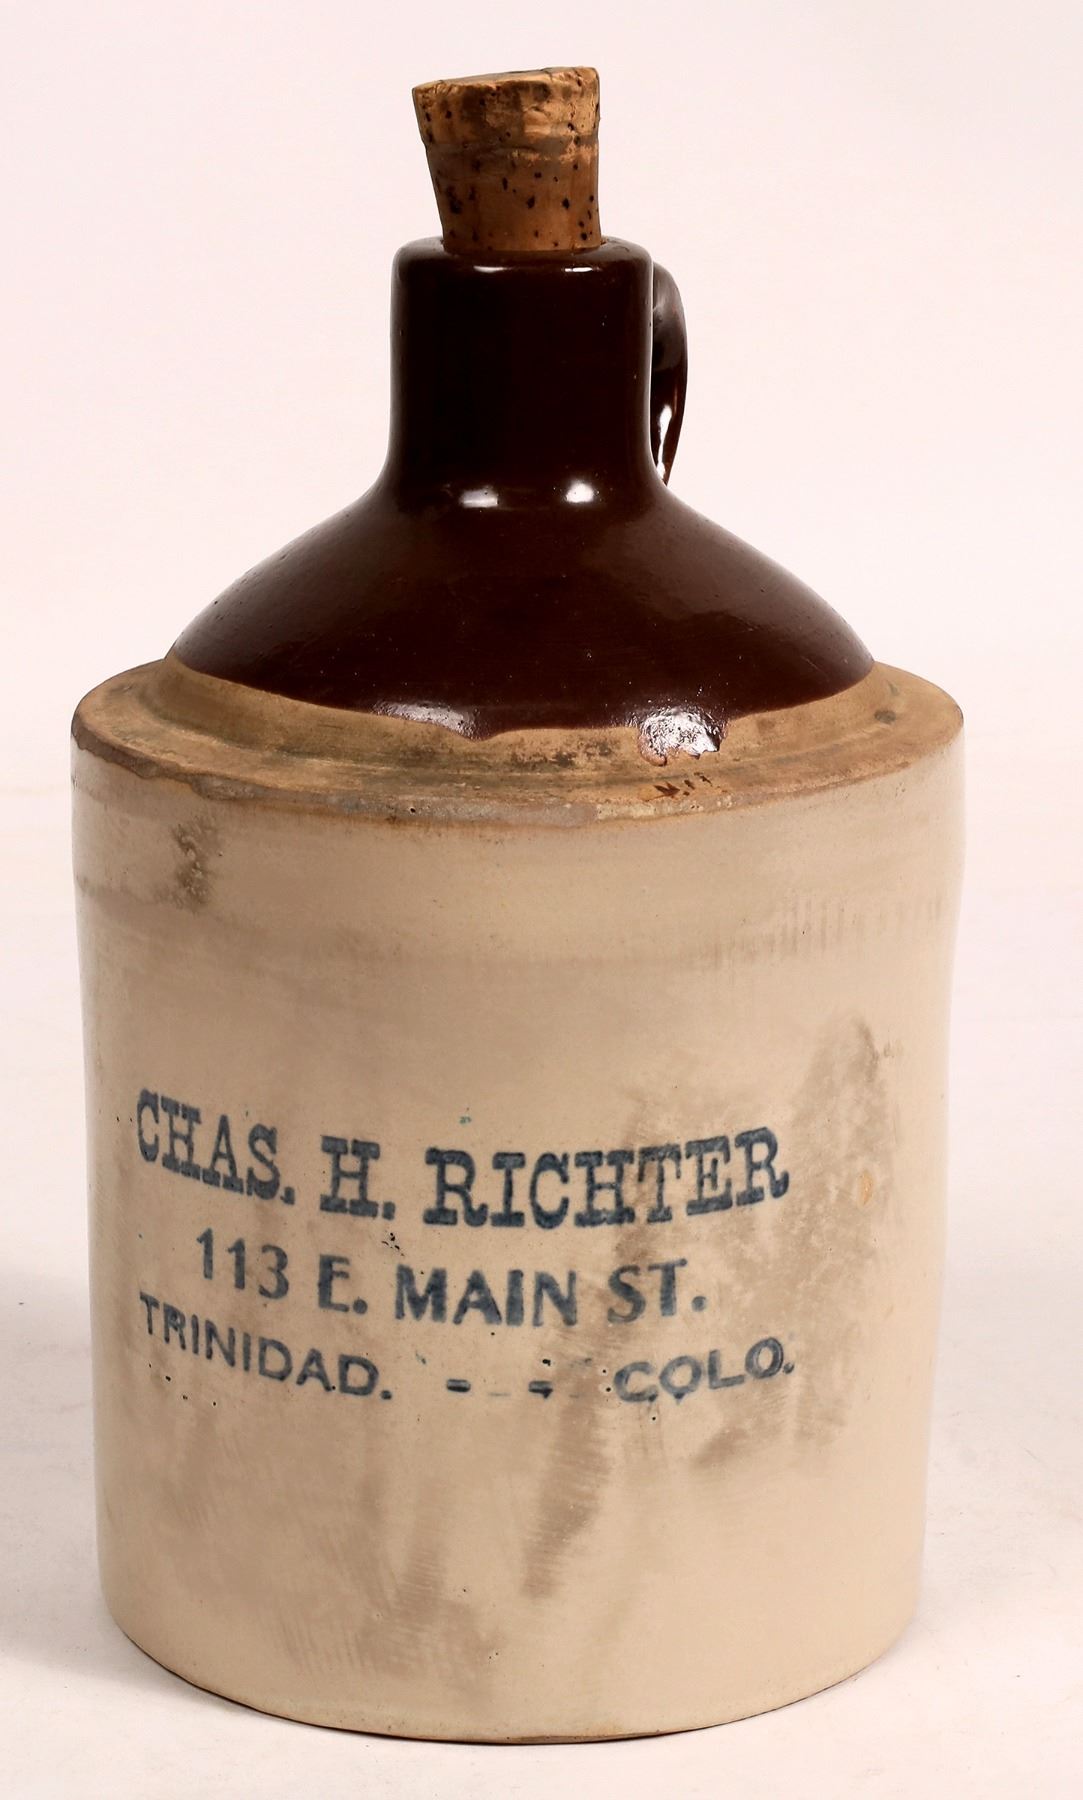 CHAS. H. RICHTER
113 E. MAIN ST.
TRINIDAD. - - - COLO.